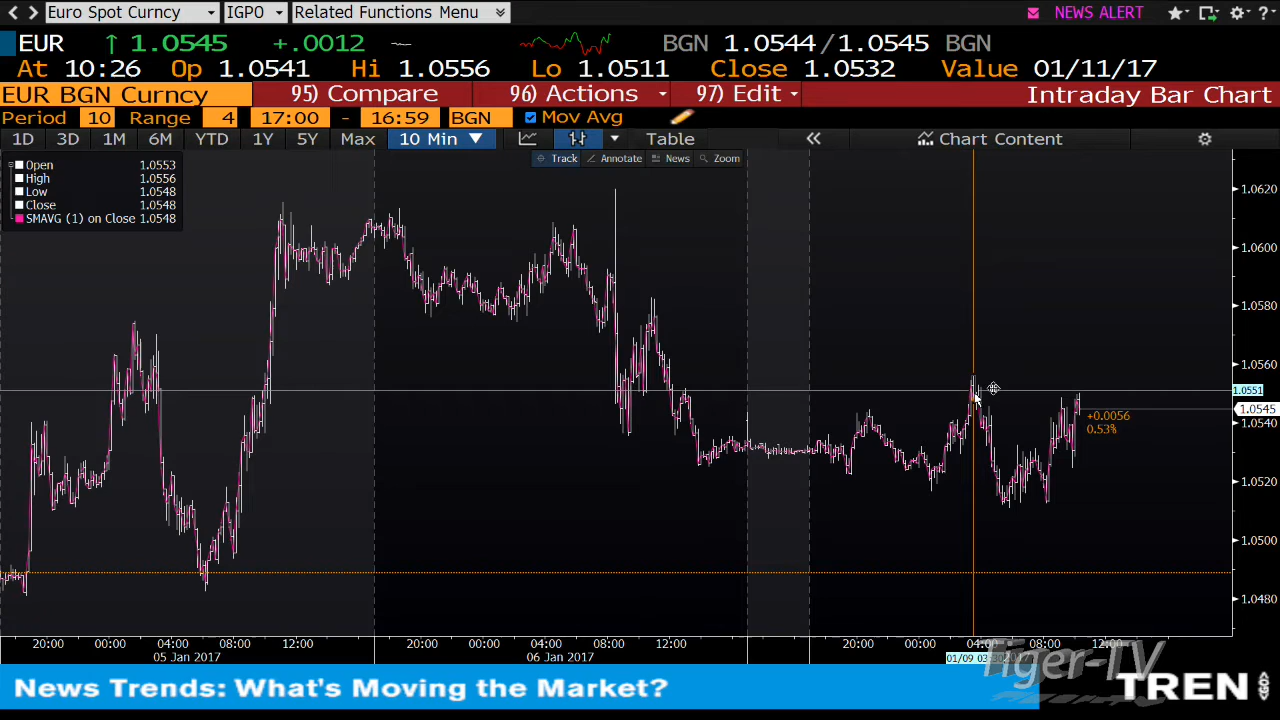 Euro Spot Curncy IGPO Related Functions Menu NEWS ALERT ?
EUR ↑ 1.0545 +.0012 BGN 1.0544/1.0545 BGN
At 10:26 Op 1.0541 Hi 1.0556 Lo 1.0511 Close 1.0532 Value 01/11/17
EUR BGN Curncy 95) Compare 96) Actions 97) Edit Intraday Bar Chart
Period 10 Range 4 17:00 - 16:59 BGN Mov Avg
1D 3D 1M 6M YTD 1Y 5Y Max 10 Min Table Chart Content
Track Annotate News Zoom
Open 1.0553
High 1.0556
Low 1.0548
Close 1.0548
SMAVG (1) on Close 1.0548
1.0620
1.0600
1.0580
1.0560
1.0551
1.0545
+0.0056
1.0540
0.53%
1.0520
1.0500
1.0480
20:00 00:00 04:00 08:00 12:00 20:00 00:00 04:00 08:00 12:00 20:00 00:00 04:00 08:00 12:00
05 Jan 2017 06 Jan 2017 01/09
Tiger-TV
News Trends: What's Moving the Market? TREN